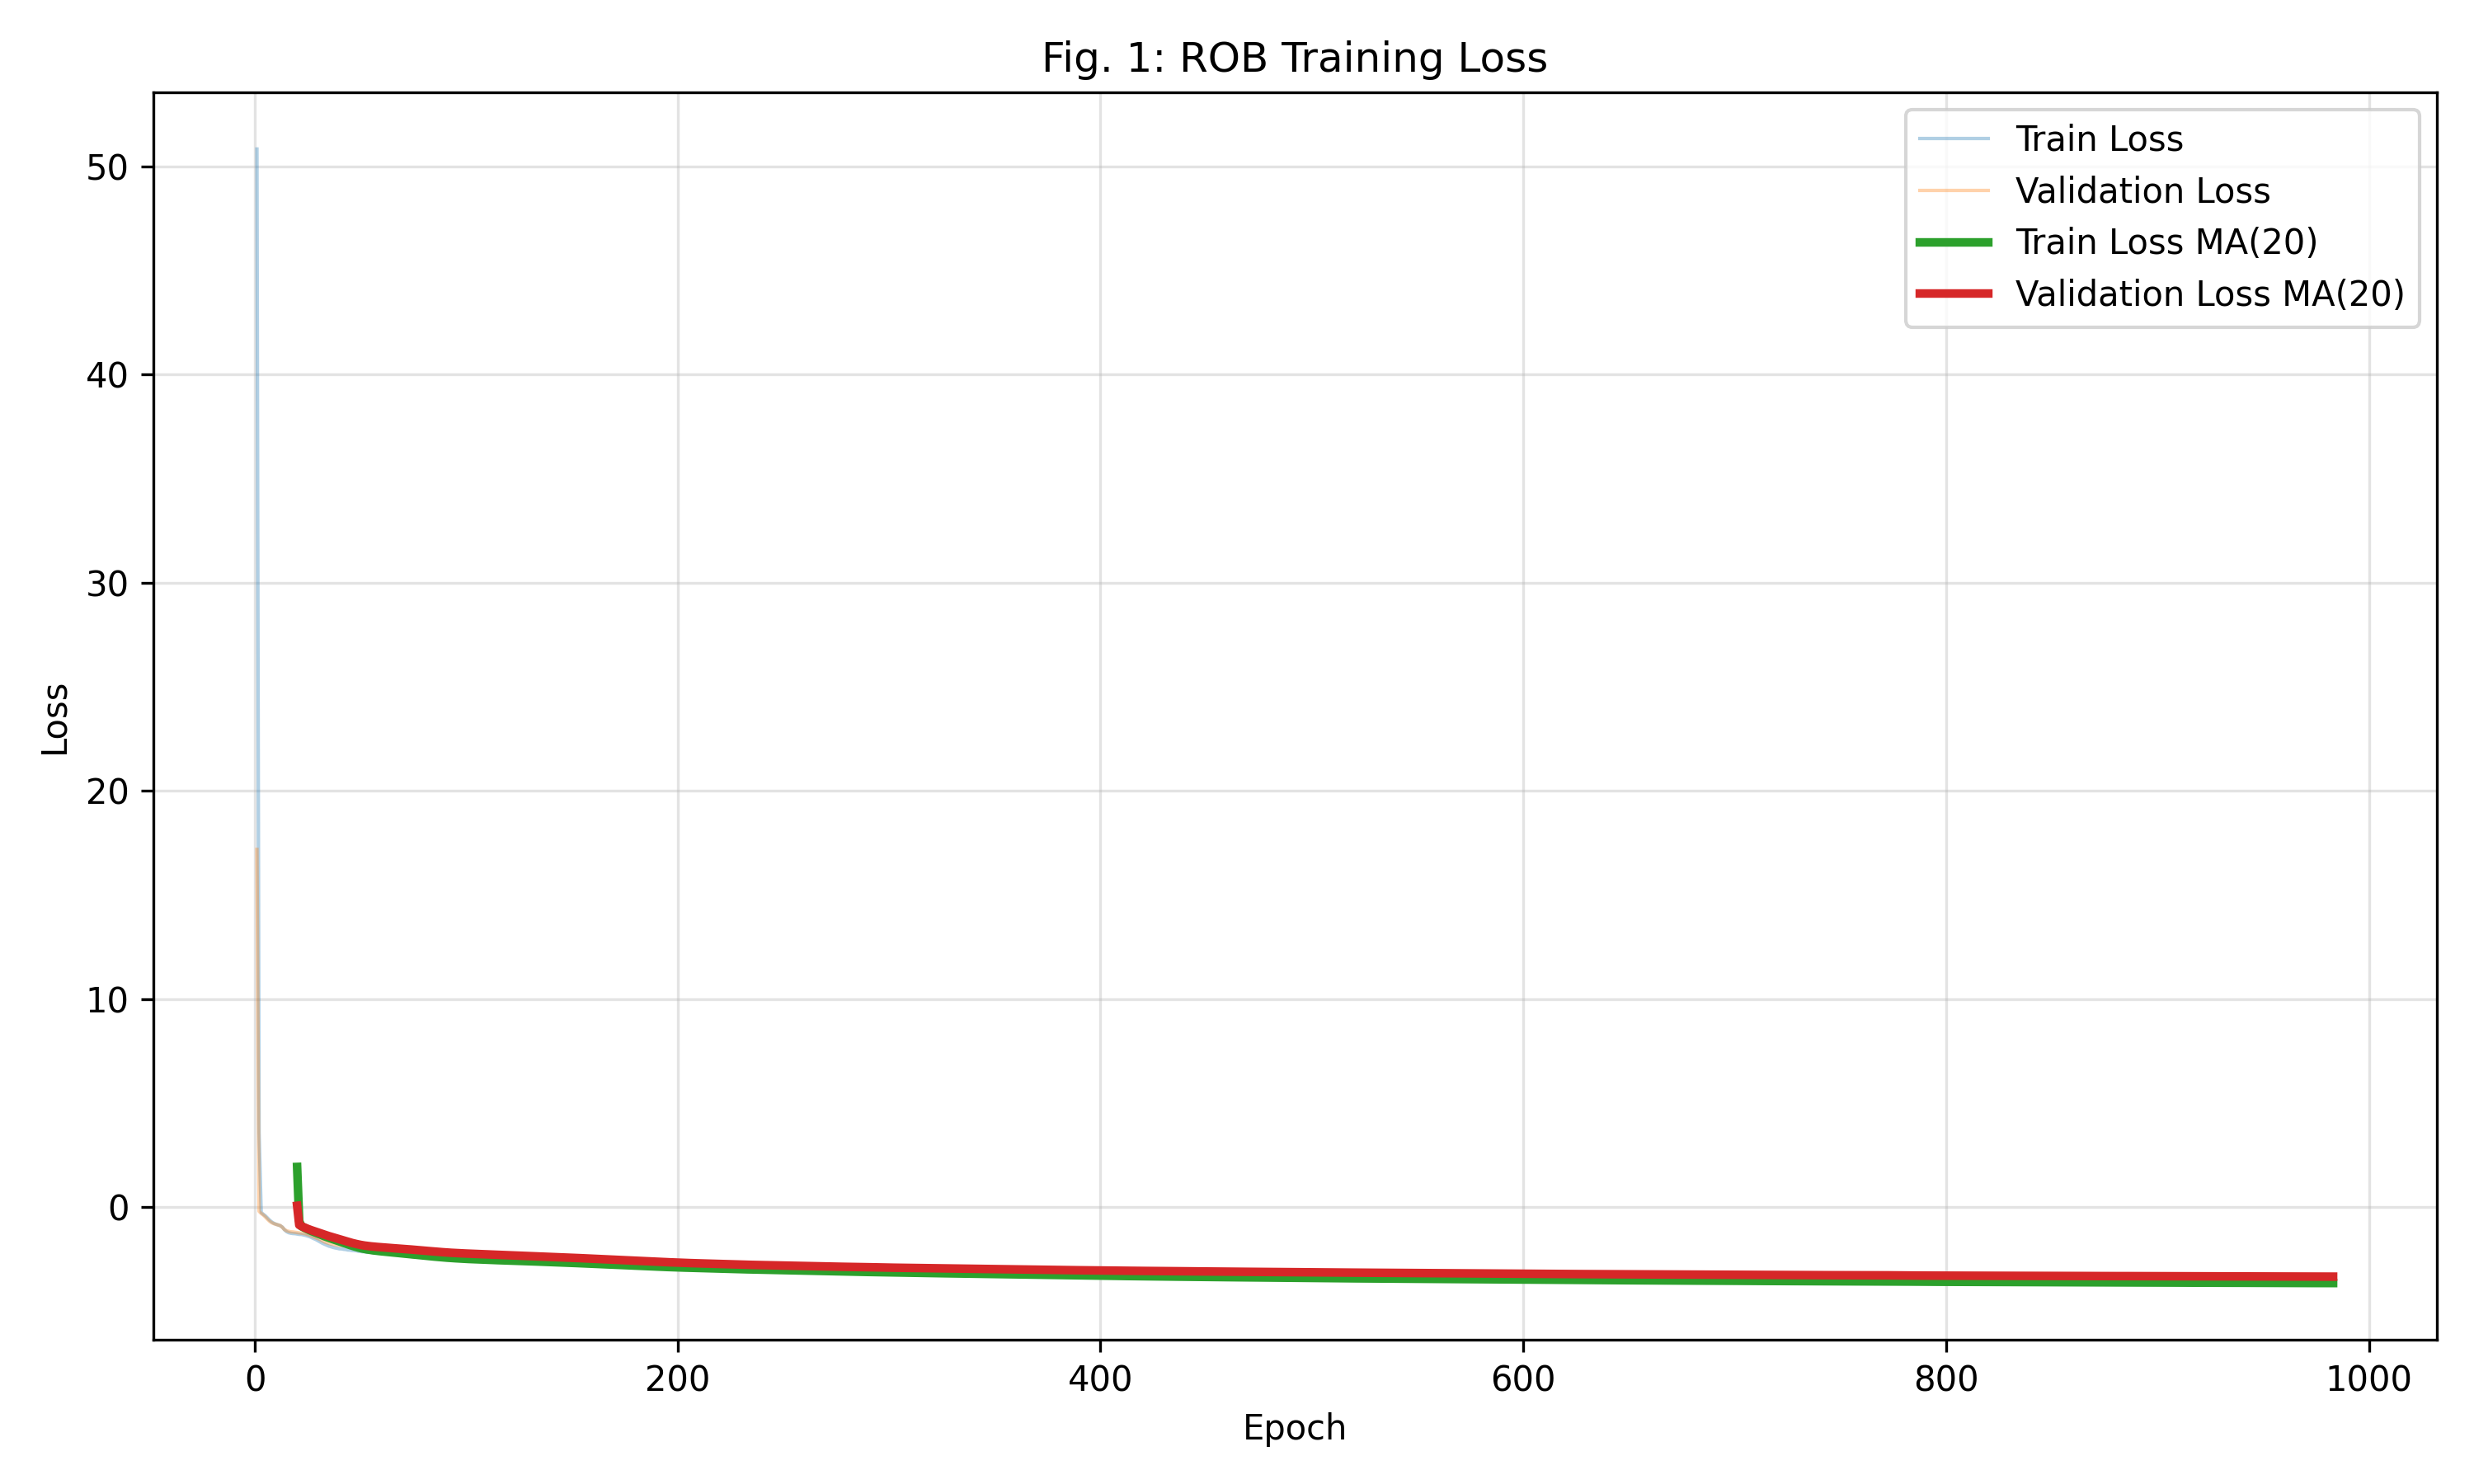 Fig. 1: ROB Training Loss
Train Loss
Validation Loss
Train Loss MA(20)
Validation Loss MA(20)
50
40
30
20
10
0
Loss
0
200
400
600
800
1000
Epoch